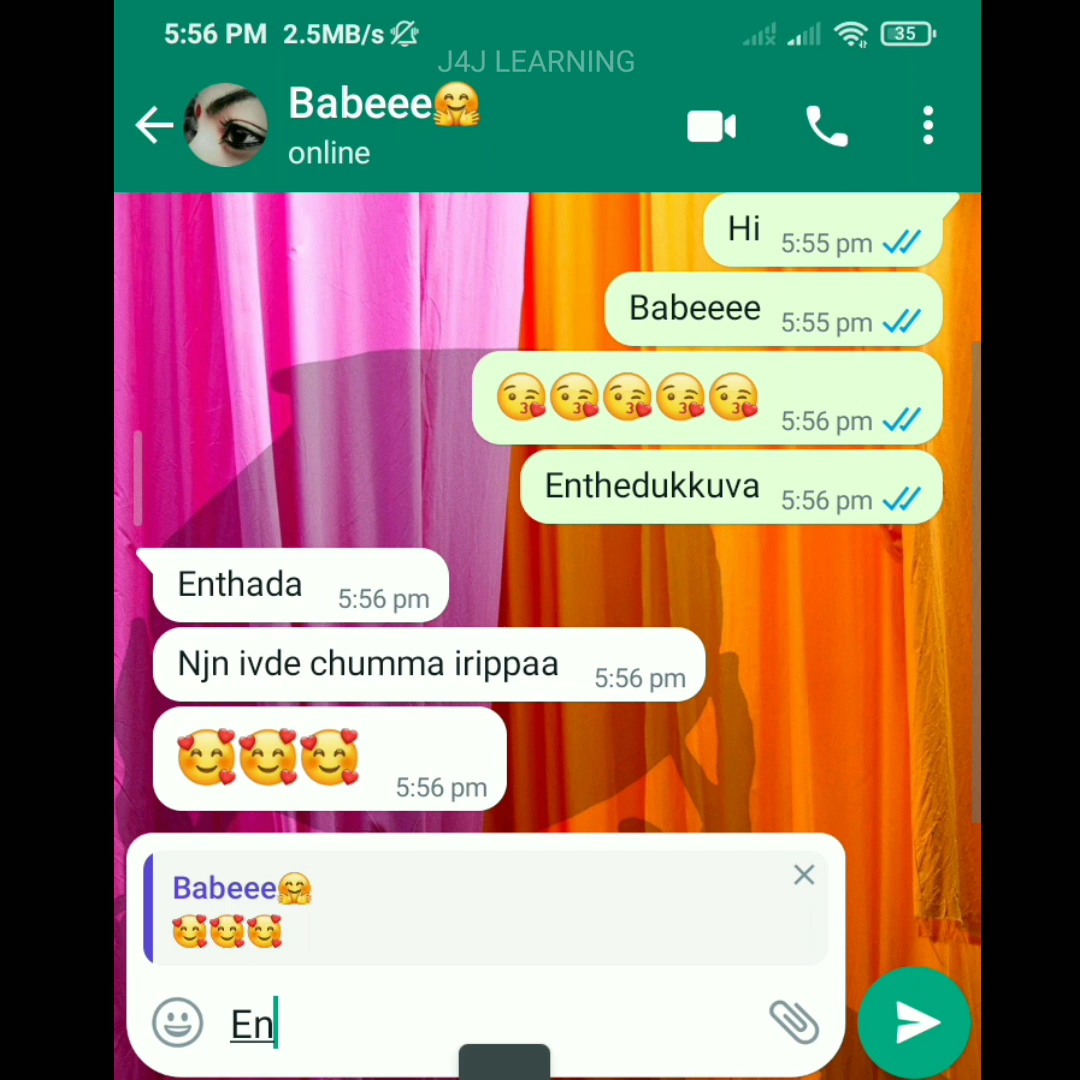 5:56 PM 2.5MB/s 35
J4J LEARNING
Babeee🤗
online
Hi 5:55 pm
Babeeee 5:55 pm
😘😘😘😘😘 5:56 pm
Enthedukkuva 5:56 pm
Enthada 5:56 pm
Njn ivde chumma irippaa 5:56 pm
🥰🥰🥰 5:56 pm
Babeee🤗
🥰🥰🥰
En